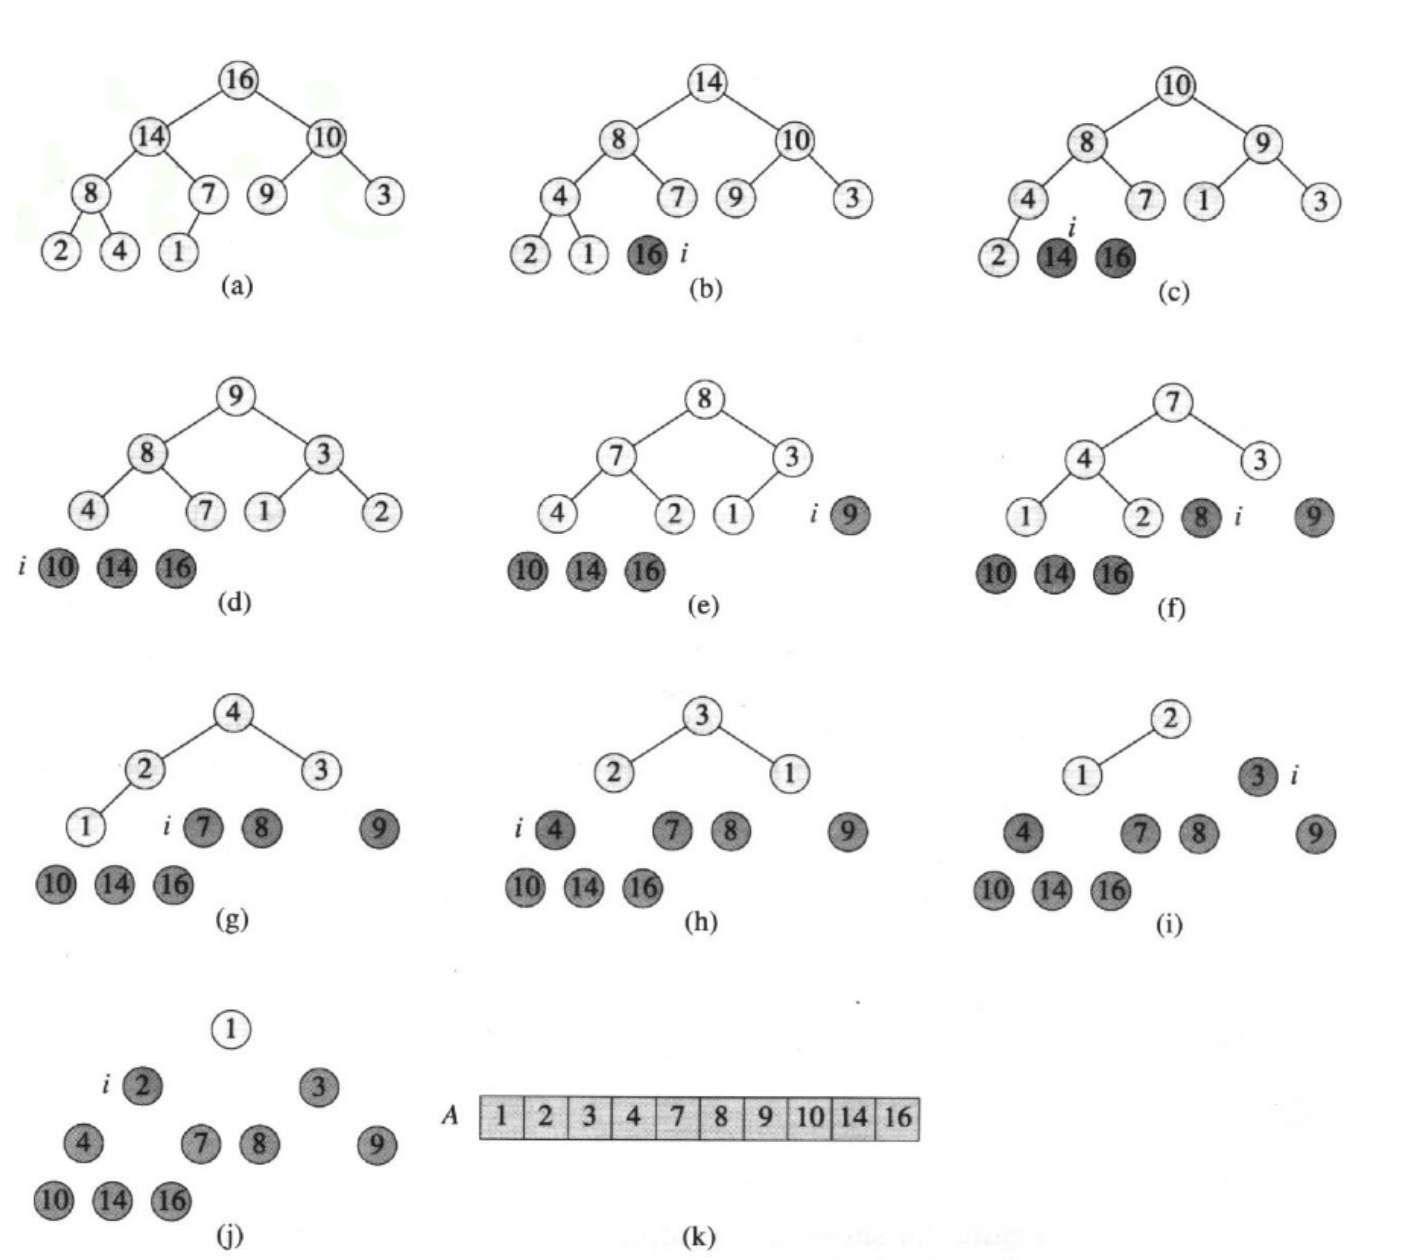 16
14 10
8 7 9 3
2 4 1
(a)
14
8 10
4 7 9 3
2 1 16 i
(b)
10
8 9
4 7 1 3
i
2 14 16
(c)
9
8 3
4 7 1 2
i 10 14 16
(d)
8
7 3
4 2 1 i 9
10 14 16
(e)
7
4 3
1 2 8 i 9
10 14 16
(f)
4
2 3
1 i 7 8 9
10 14 16
(g)
3
2 1
i 4 7 8 9
10 14 16
(h)
2
1 3 i
4 7 8 9
10 14 16
(i)
1
i 2 3
4 7 8 9
10 14 16
(j)
A 1 2 3 4 7 8 9 10 14 16
(k)